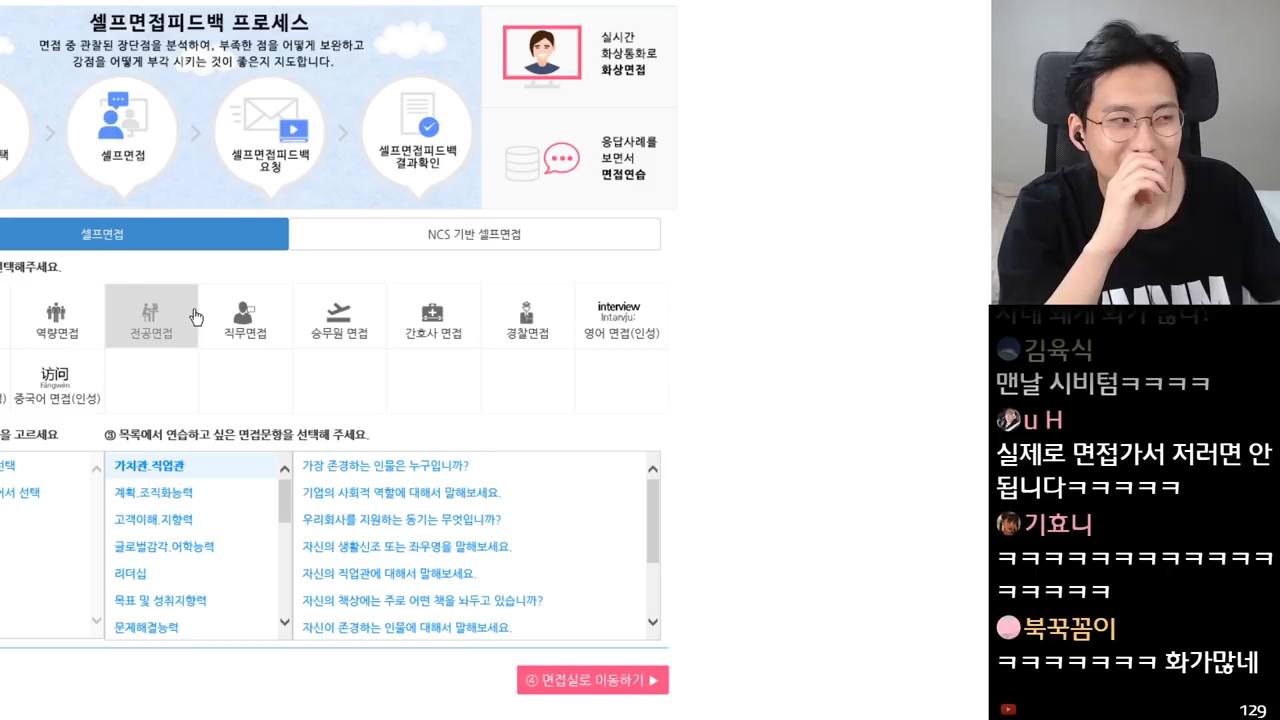 셀프면접피드백 프로세스
면접 중 관찰된 장단점을 분석하여, 부족한 점을 어떻게 보완하고
강점을 어떻게 부각 시키는 것이 좋은지 지도합니다.
택
셀프면접
셀프면접피드백
요청
셀프면접피드백
결과확인
실시간
화상통화로
화상면접
응답사례를
보면서
면접연습
셀프면접
NCS 기반 셀프면접
선택해주세요.
역량면접
전공면접
직무면접
승무원 면접
간호사 면접
경찰면접
interview
Intərvju:
영어 면접(인성)
访问
Fǎngwèn
중국어 면접(인성)
을 고르세요
③ 목록에서 연습하고 싶은 면접문항을 선택해 주세요.
선택
어서 선택
가치관.직업관
계획.조직화능력
고객이해.지향력
글로벌감각.어학능력
리더십
목표 및 성취지향력
문제해결능력
가장 존경하는 인물은 누구입니까?
기업의 사회적 역할에 대해서 말해보세요.
우리회사를 지원하는 동기는 무엇입니까?
자신의 생활신조 또는 좌우명을 말해보세요.
자신의 직업관에 대해서 말해보세요.
자신의 책상에는 주로 어떤 책을 놔두고 있습니까?
자신이 존경하는 인물에 대해서 말해보세요.
④ 면접실로 이동하기 ▶
김육식
맨날 시비텀ㅋㅋㅋㅋ
u H
실제로 면접가서 저러면 안
됩니다ㅋㅋㅋㅋㅋ
기효니
ㅋㅋㅋㅋㅋㅋㅋㅋㅋㅋㅋㅋ
ㅋㅋㅋㅋㅋ
북꾹꼼이
ㅋㅋㅋㅋㅋㅋㅋ 화가많네
129